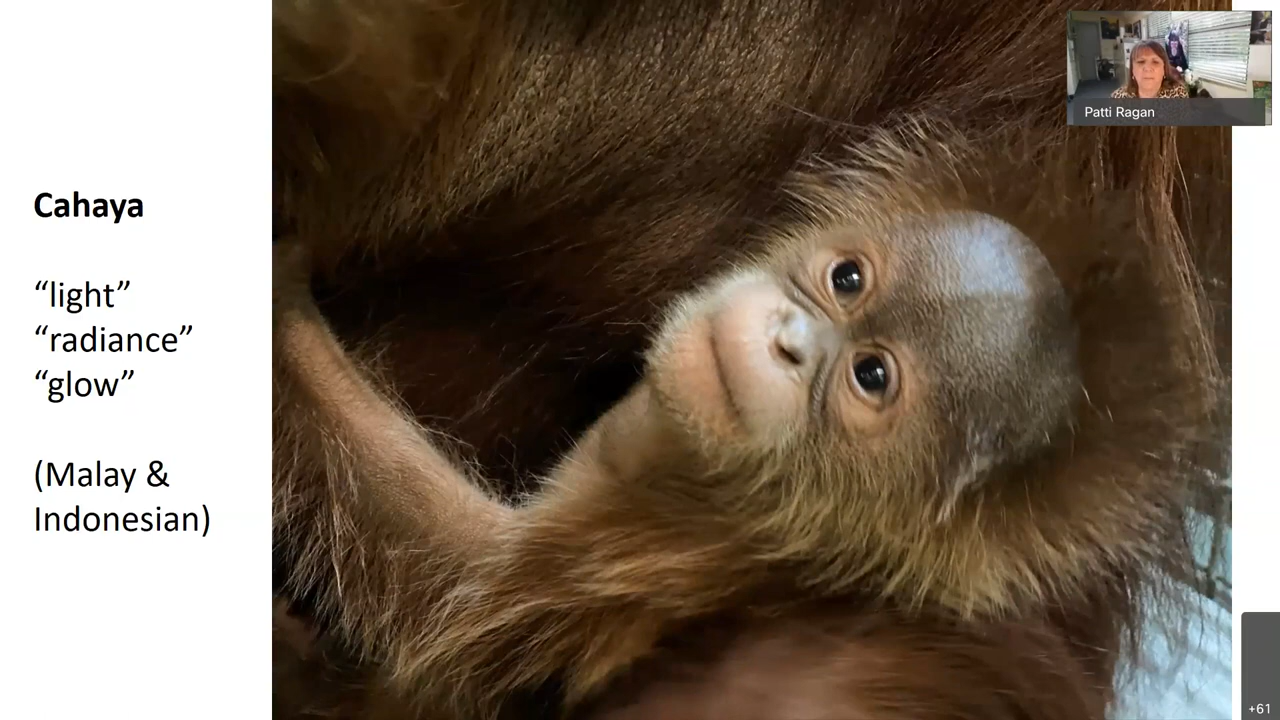 Cahaya
“light”
“radiance”
“glow”
(Malay &
Indonesian)
Patti Ragan
+61